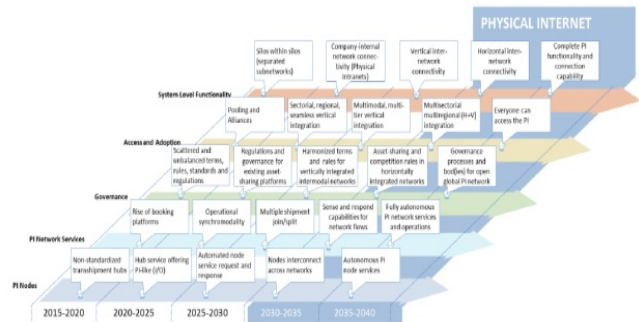 PHYSICAL INTERNET
Silos within silos
(separated
subnetworks)
Company-internal
network connec-
tivity (Physical
Intranets)
Vertical inter-
network
connectivity
Horizontal inter-
network
connectivity
Complete PI
functionality and
connection
capability
System Level Functionality
Pooling and
Alliances
Sectorial, regional,
seamless vertical
integration
Multimodal, multi-
tier vertical
integration
Multisectorial
multiregional (H+V)
integration
Everyone can
access the PI
Access and Adoption
Scattered and
unbalanced terms,
rules, standards and
regulations
Regulations and
governance for
existing asset-
sharing platforms
Harmonized terms
and rules for
vertically integrated
intermodal networks
Asset-sharing and
competition rules in
horizontally
integrated networks
Governance
processes and
bod(ies) for open
global PI network
Governance
Rise of booking
platforms
Operational
synchromodality
Multiple shipment
join/split
Sense and respond
capabilities for
network flows
Fully autonomous
PI network services
and operations
PI Network Services
Non-standardized
transhipment hubs
Hub service offering
PI-like (I/O)
Automated node
service request and
response
Nodes interconnect
across networks
Autonomous PI
node services
PI Nodes
2015-2020
2020-2025
2025-2030
2030-2035
2035-2040